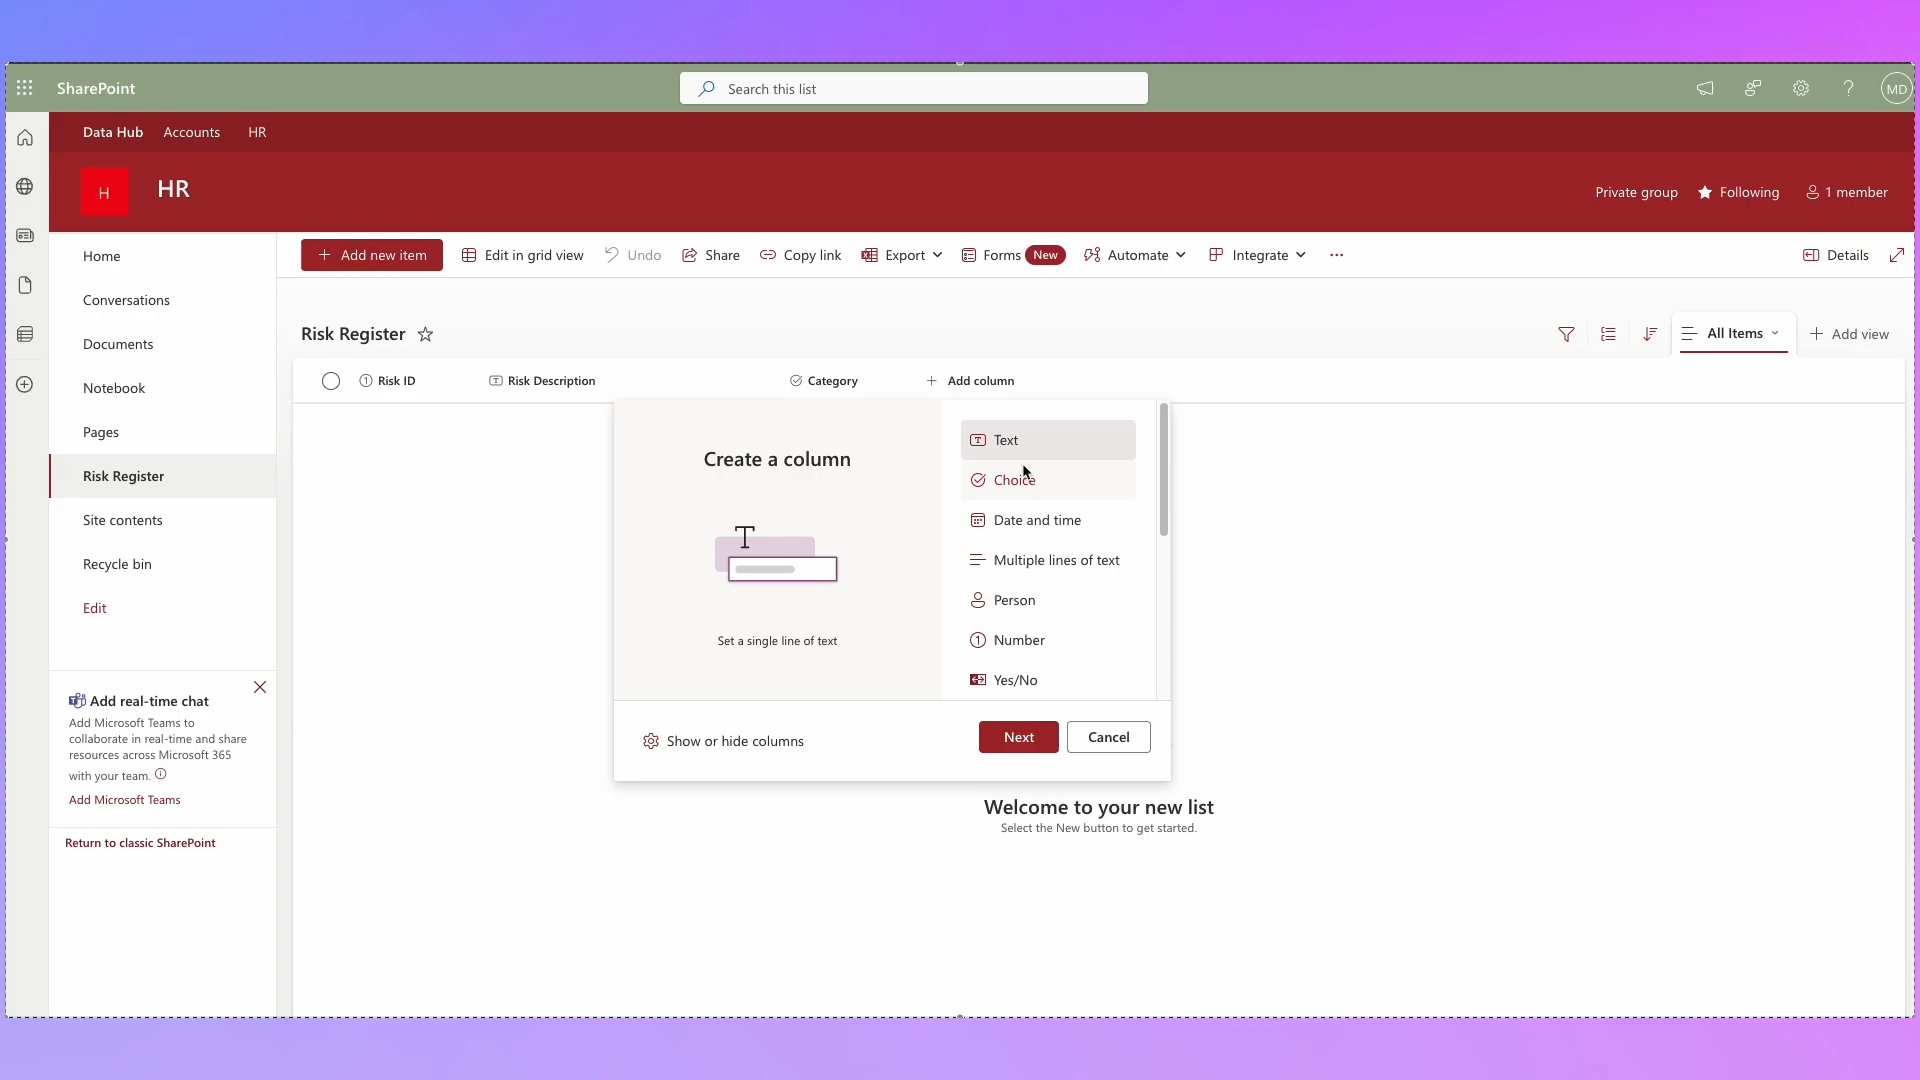 SharePoint
Search this list
MD
Data Hub Accounts HR
H
HR
Private group Following 1 member
Home
Conversations
Documents
Notebook
Pages
Risk Register
Site contents
Recycle bin
Edit
Add real-time chat
Add Microsoft Teams to
collaborate in real-time and share
resources across Microsoft 365
with your team.
Add Microsoft Teams
Return to classic SharePoint
Add new item Edit in grid view Undo Share Copy link Export Forms New Automate Integrate ... Details
Risk Register
All Items Add view
Risk ID Risk Description Category Add column
Create a column
T
Set a single line of text
Text
Choice
Date and time
Multiple lines of text
Person
Number
Yes/No
Show or hide columns
Next Cancel
Welcome to your new list
Select the New button to get started.